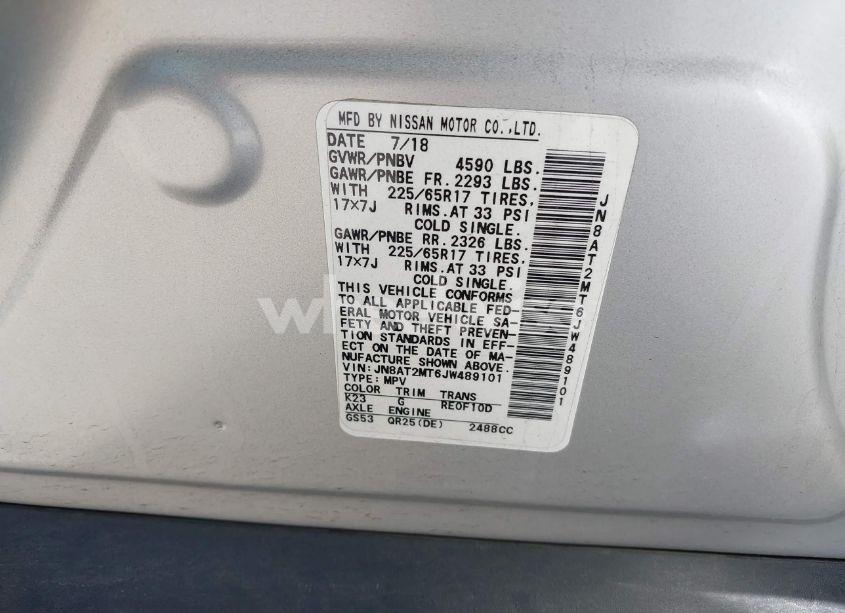 MFD BY NISSAN MOTOR CO.,LTD.
DATE 7/18
GVWR/PNBV 4590 LBS.
GAWR/PNBE FR. 2293 LBS.
WITH 225/65R17 TIRES,
17×7J RIMS. AT 33 PSI
COLD SINGLE.
GAWR/PNBE RR. 2326 LBS.
WITH 225/65R17 TIRES,
17×7J RIMS. AT 33 PSI
COLD SINGLE.
THIS VEHICLE CONFORMS
TO ALL APPLICABLE FED-
ERAL MOTOR VEHICLE SA-
FETY AND THEFT PREVEN-
TION STANDARDS IN EFF-
ECT ON THE DATE OF MA-
NUFACTURE SHOWN ABOVE.
VIN:JN8AT2MT6JW489101
TYPE: MPV
COLOR TRIM TRANS
K23 G RE0F10D
AXLE ENGINE
GS53 QR25(DE) 2488CC
JN8AT2MT6JW489101